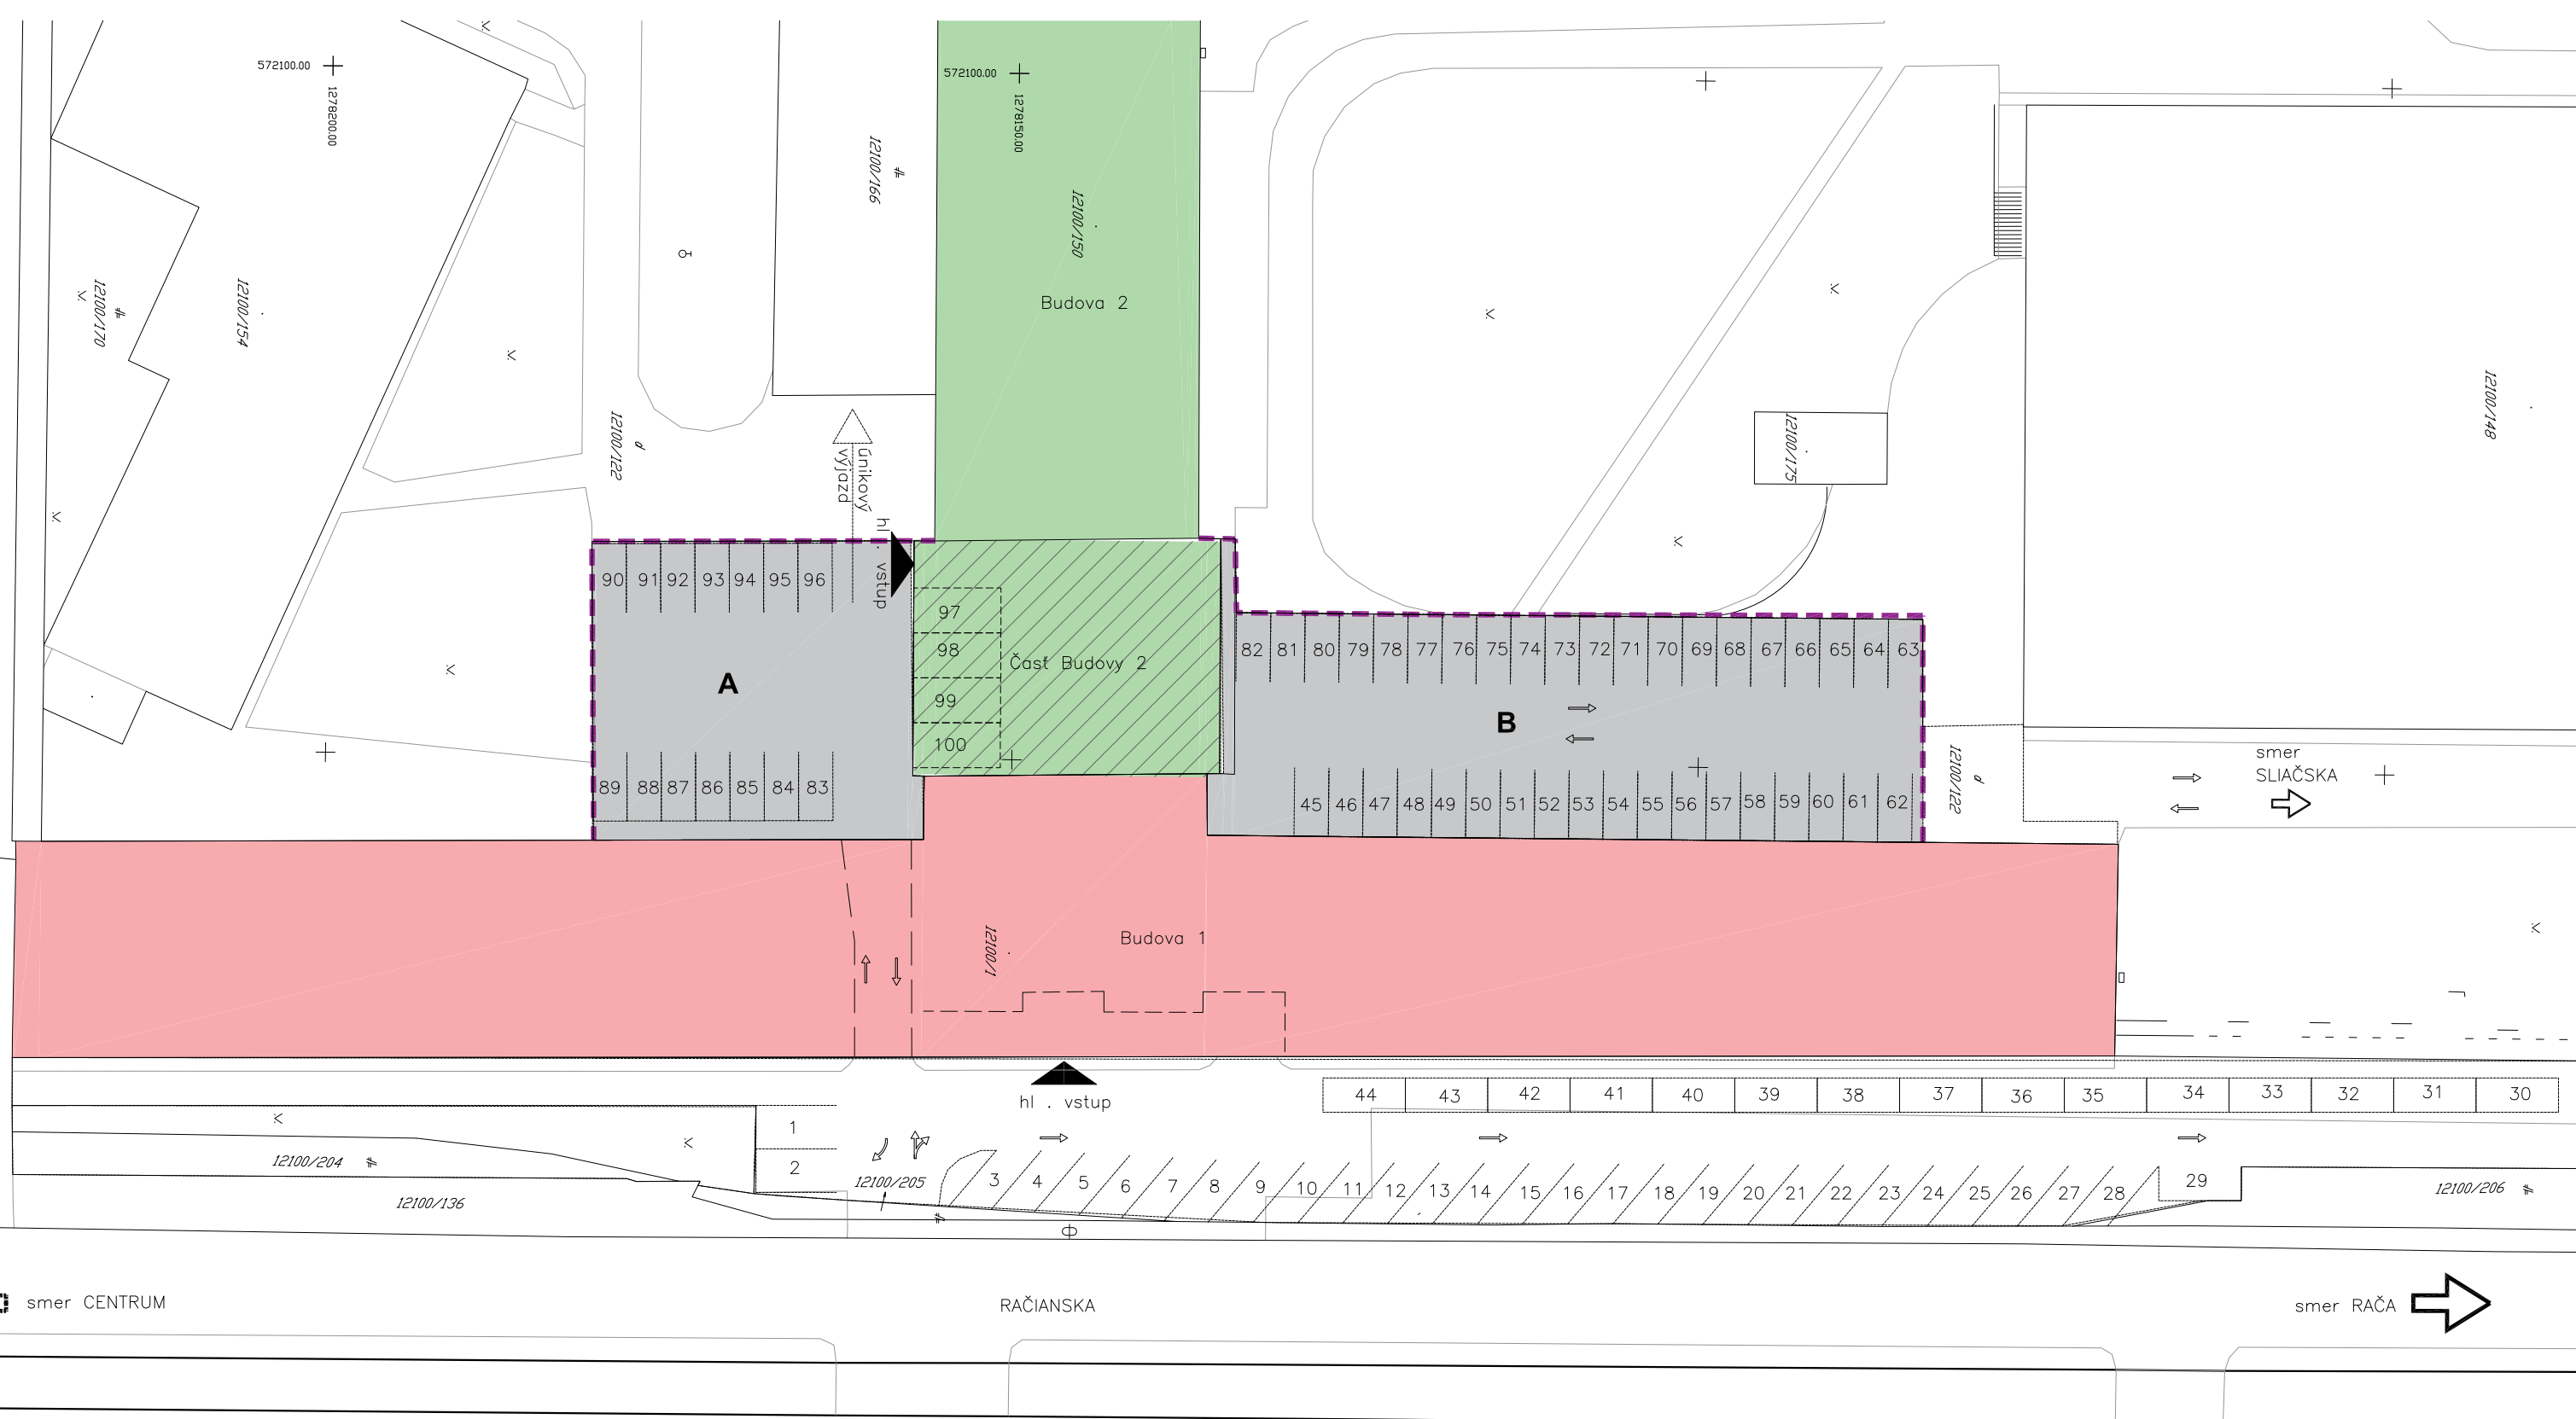 572100.00
1278200.00
572100.00
1278150.00
12100/166
12100/150
Budova 2
12100/170
12100/154
12100/122
únikový
výjazd
hl . vstup
12100/175
12100/148
90 91 92 93 94 95 96
97
98
99
100
Časť Budovy 2
A
89 88 87 86 85 84 83
82 81 80 79 78 77 76 75 74 73 72 71 70 69 68 67 66 65 64 63
B
45 46 47 48 49 50 51 52 53 54 55 56 57 58 59 60 61 62
12100/122
smer
SLIAČSKA
12100/1
Budova 1
hl . vstup
44 43 42 41 40 39 38 37 36 35 34 33 32 31 30
1
2
12100/204
12100/136
12100/205
3 4 5 6 7 8 9 10 11 12 13 14 15 16 17 18 19 20 21 22 23 24 25 26 27 28 29
12100/206
smer CENTRUM
RAČIANSKA
smer RAČA